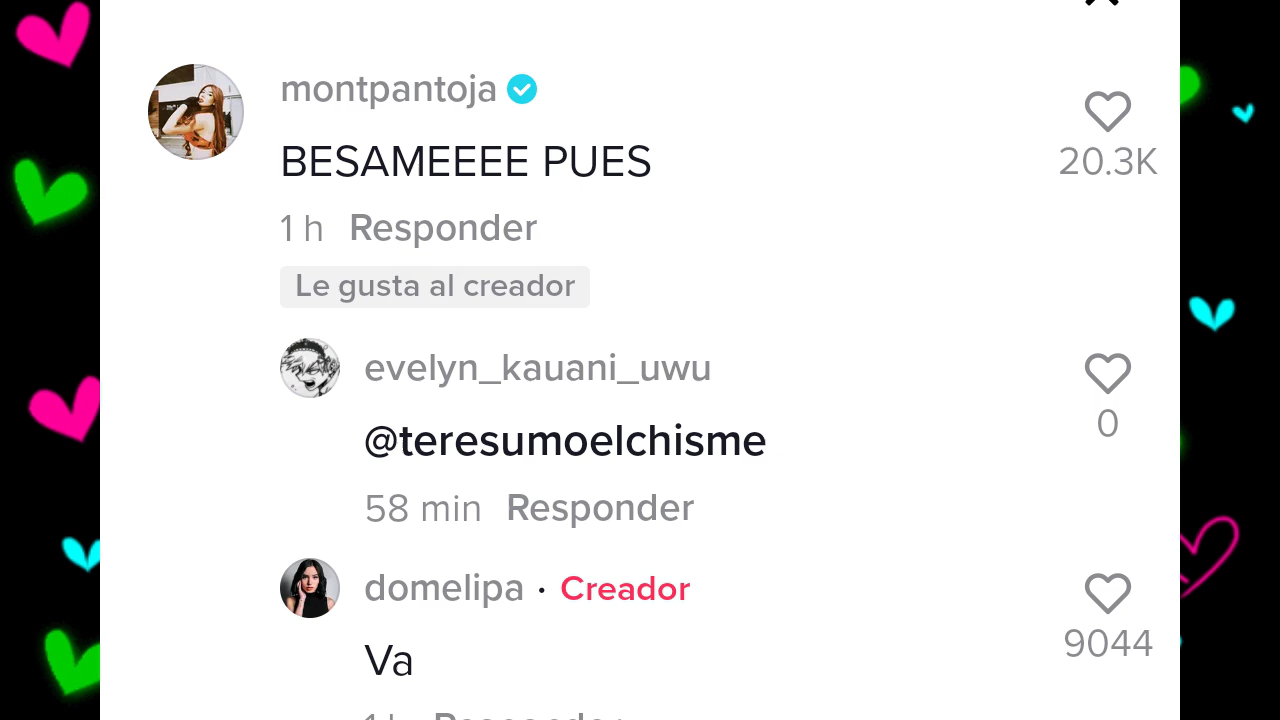 montpantoja
BESAMEEEE PUES
20.3K
1 h Responder
Le gusta al creador
evelyn_kauani_uwu
@teresumoelchisme
0
58 min Responder
domelipa · Creador
Va
9044
Responder